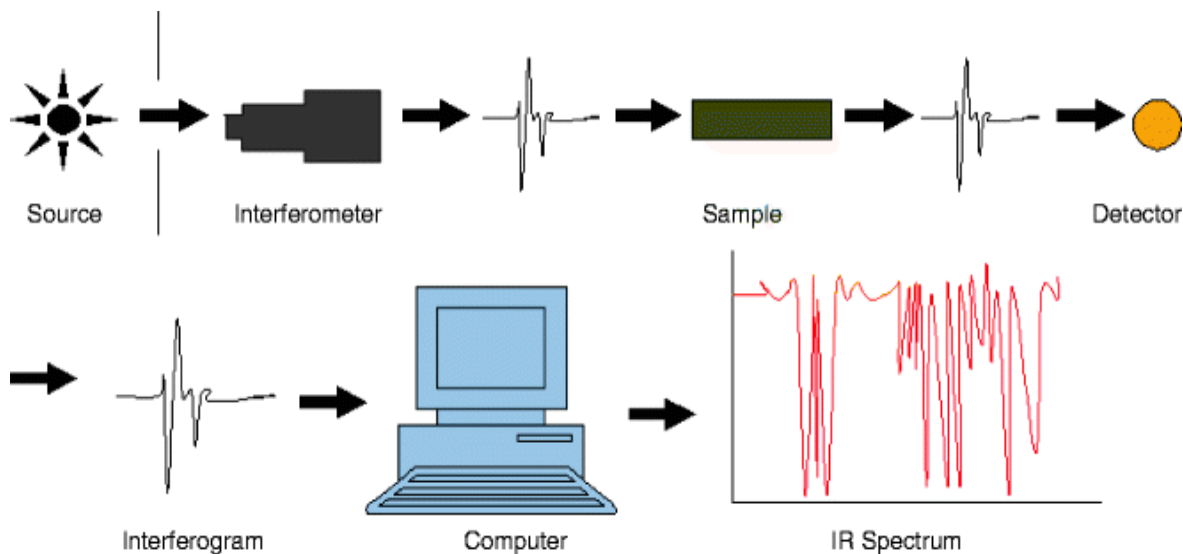 Source
Interferometer
Sample
Detector
Interferogram
Computer
IR Spectrum